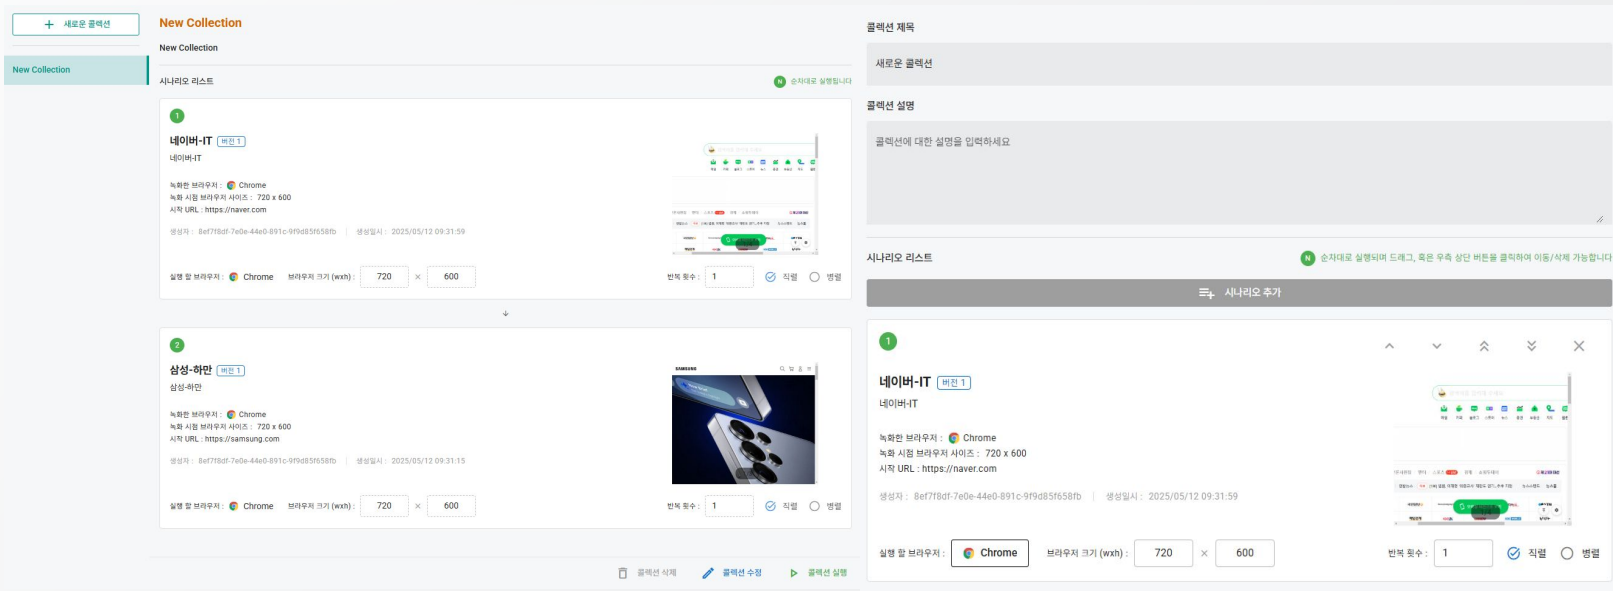 새로운 콜렉션
New Collection
New Collection
New Collection
시나리오 리스트
N 순차대로 실행됩니다
1
네이버-IT 버전 1
네이버-IT
녹화한 브라우저 : Chrome
녹화 시점 브라우저 사이즈 : 720 x 600
시작 URL : https://naver.com
생성자 : 8ef7f8df-7e0e-44e0-891c-9f9d85f658fb 생성일시 : 2025/05/12 09:31:59
실행 할 브라우저 : Chrome 브라우저 크기 (wxh) : 720 × 600 반복 횟수 : 1 직렬 병렬
2
삼성-하만 버전 1
삼성-하만
녹화한 브라우저 : Chrome
녹화 시점 브라우저 사이즈 : 720 x 600
시작 URL : https://samsung.com
생성자 : 8ef7f8df-7e0e-44e0-891c-9f9d85f658fb 생성일시 : 2025/05/12 09:31:15
SAMSUNG
실행 할 브라우저 : Chrome 브라우저 크기 (wxh) : 720 × 600 반복 횟수 : 1 직렬 병렬
콜렉션 삭제 콜렉션 수정 콜렉션 실행
콜렉션 제목
새로운 콜렉션
콜렉션 설명
콜렉션에 대한 설명을 입력하세요
시나리오 리스트
N 순차대로 실행되며 드래그, 혹은 우측 상단 버튼을 클릭하여 이동/삭제 가능합니다
시나리오 추가
1
네이버-IT 버전 1
네이버-IT
녹화한 브라우저 : Chrome
녹화 시점 브라우저 사이즈 : 720 x 600
시작 URL : https://naver.com
생성자 : 8ef7f8df-7e0e-44e0-891c-9f9d85f658fb 생성일시 : 2025/05/12 09:31:59
실행 할 브라우저 : Chrome 브라우저 크기 (wxh) : 720 × 600 반복 횟수 : 1 직렬 병렬